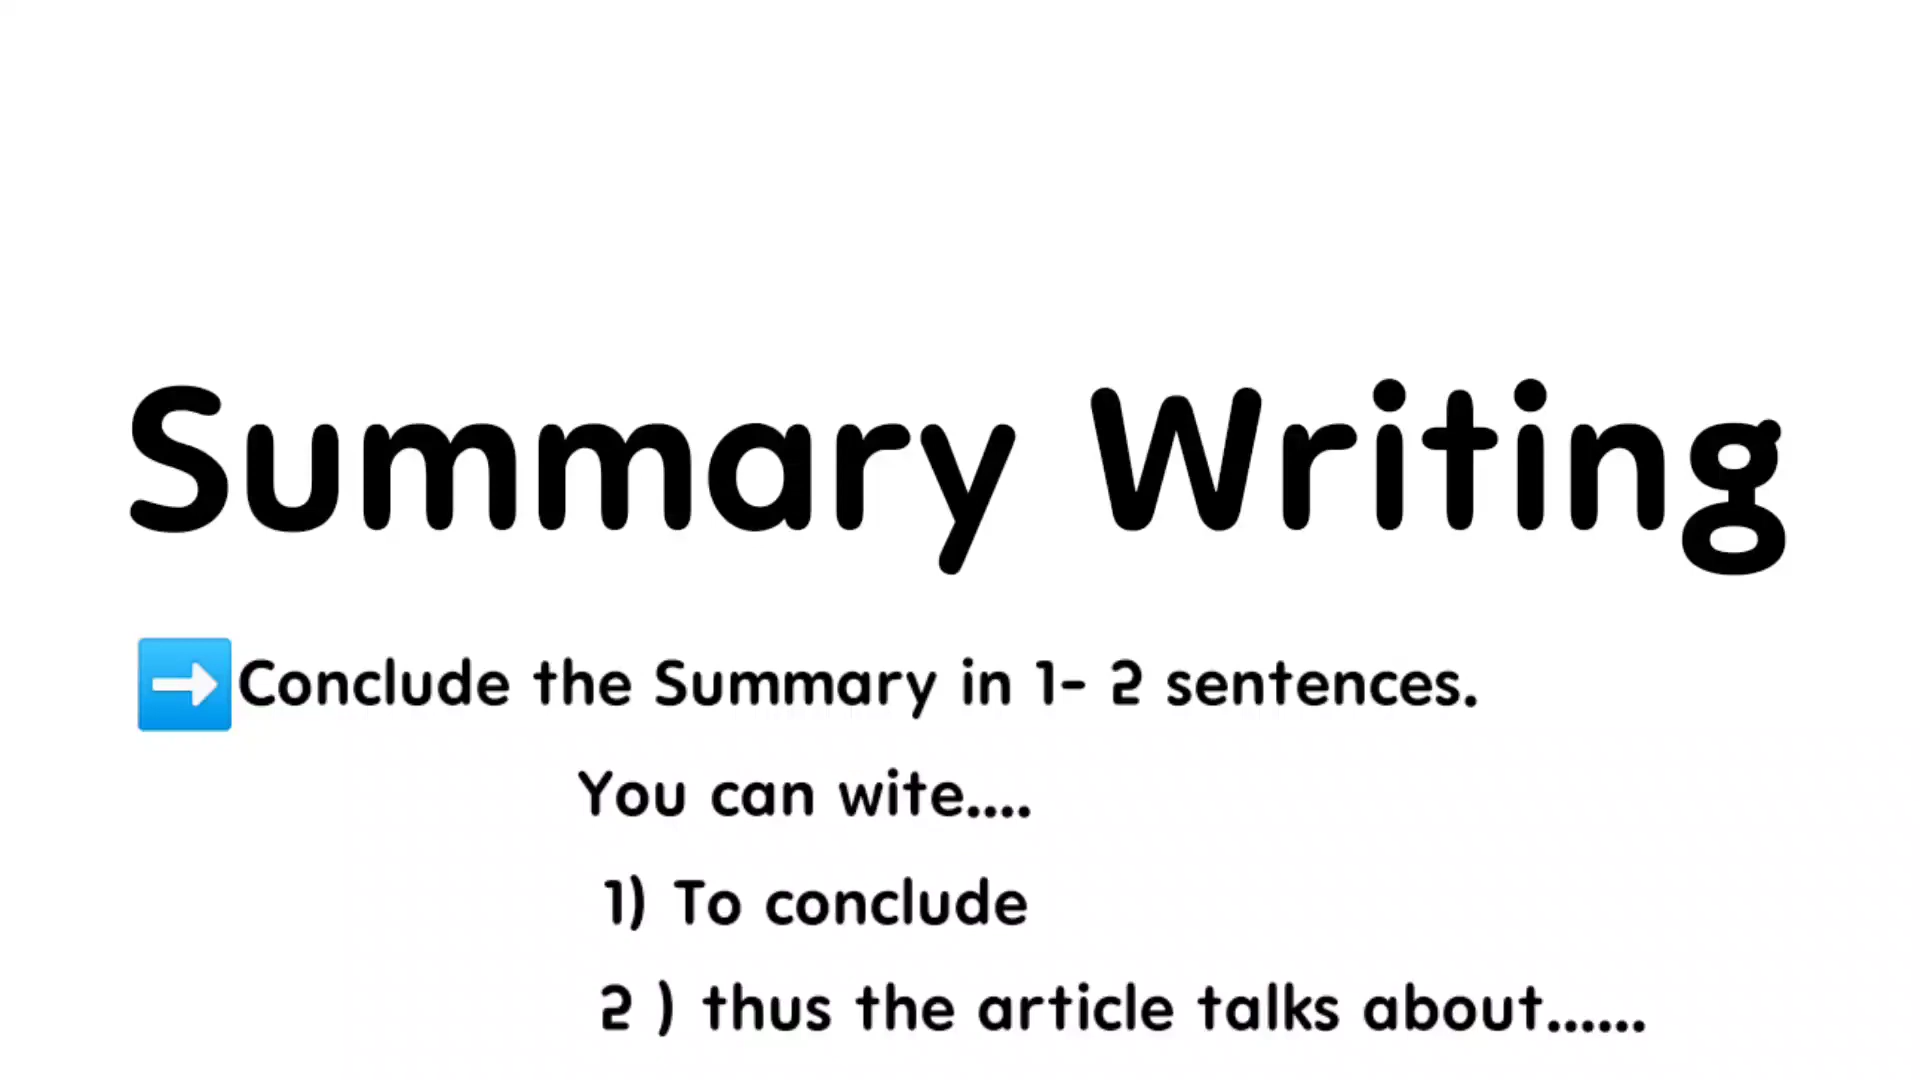 Summary Writing
➡Conclude the Summary in 1- 2 sentences.
You can wite....
1) To conclude
2 ) thus the article talks about......